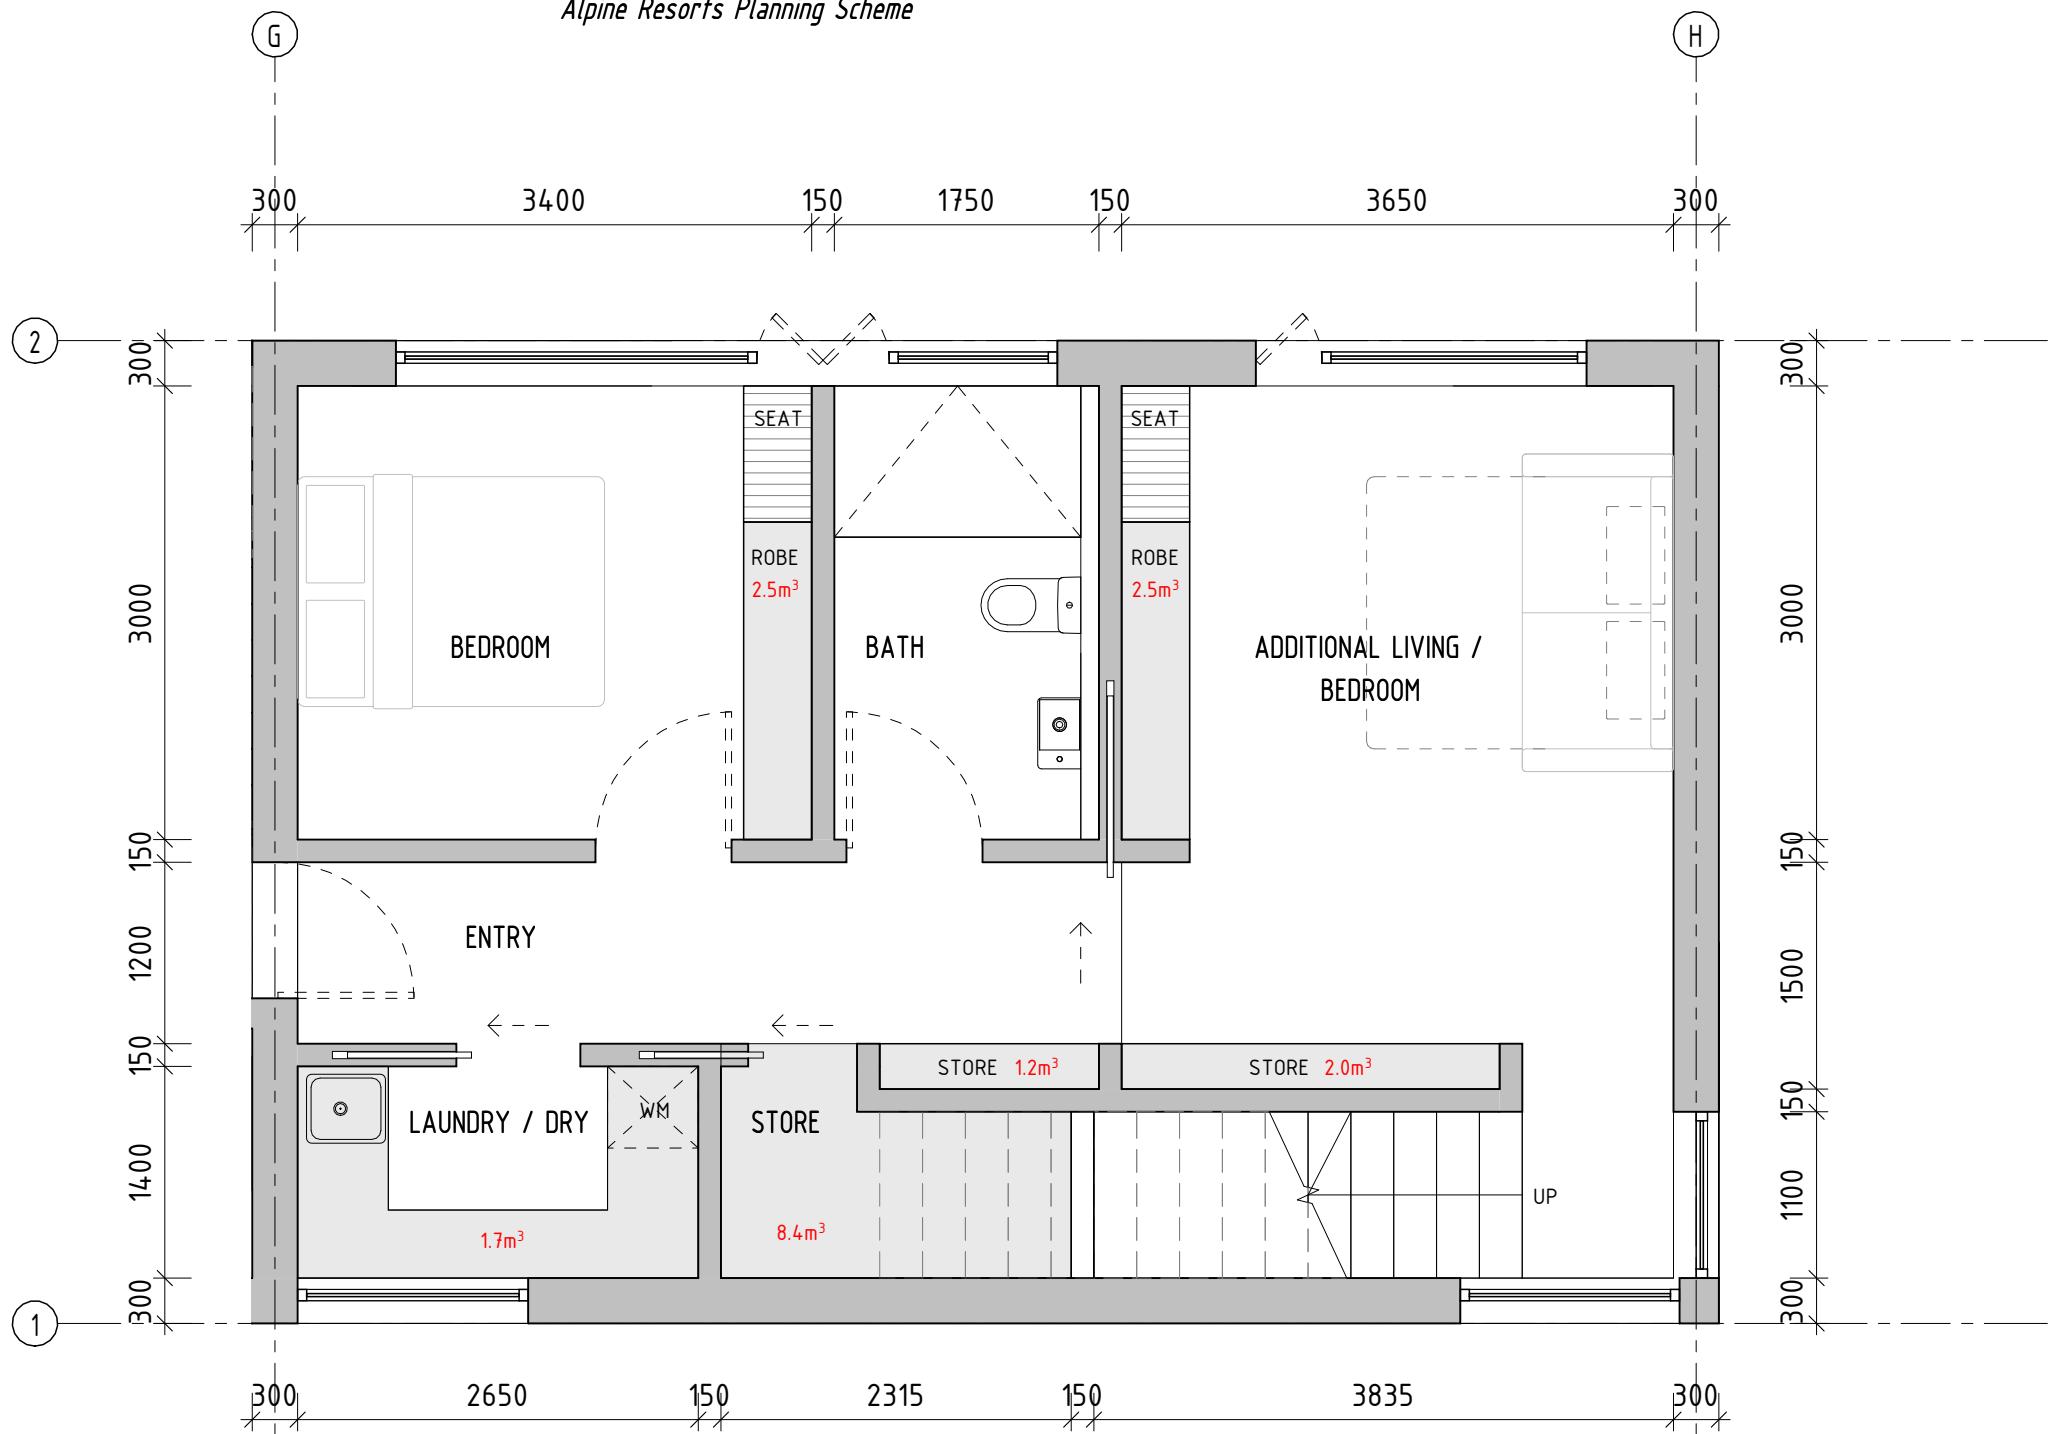 Alpine Resorts Planning Scheme
G
H
300 3400 150 1750 150 3650 300
2
300
300
SEAT
SEAT
ROBE
2.5m³
ROBE
2.5m³
3000
3000
BEDROOM
BATH
ADDITIONAL LIVING /
BEDROOM
150
150
ENTRY
1200
1500
150
STORE 1.2m³
STORE 2.0m³
150
LAUNDRY / DRY
WM
STORE
1400
1100
UP
1.7m³
8.4m³
300
300
1
300 2650 150 2315 150 3835 300